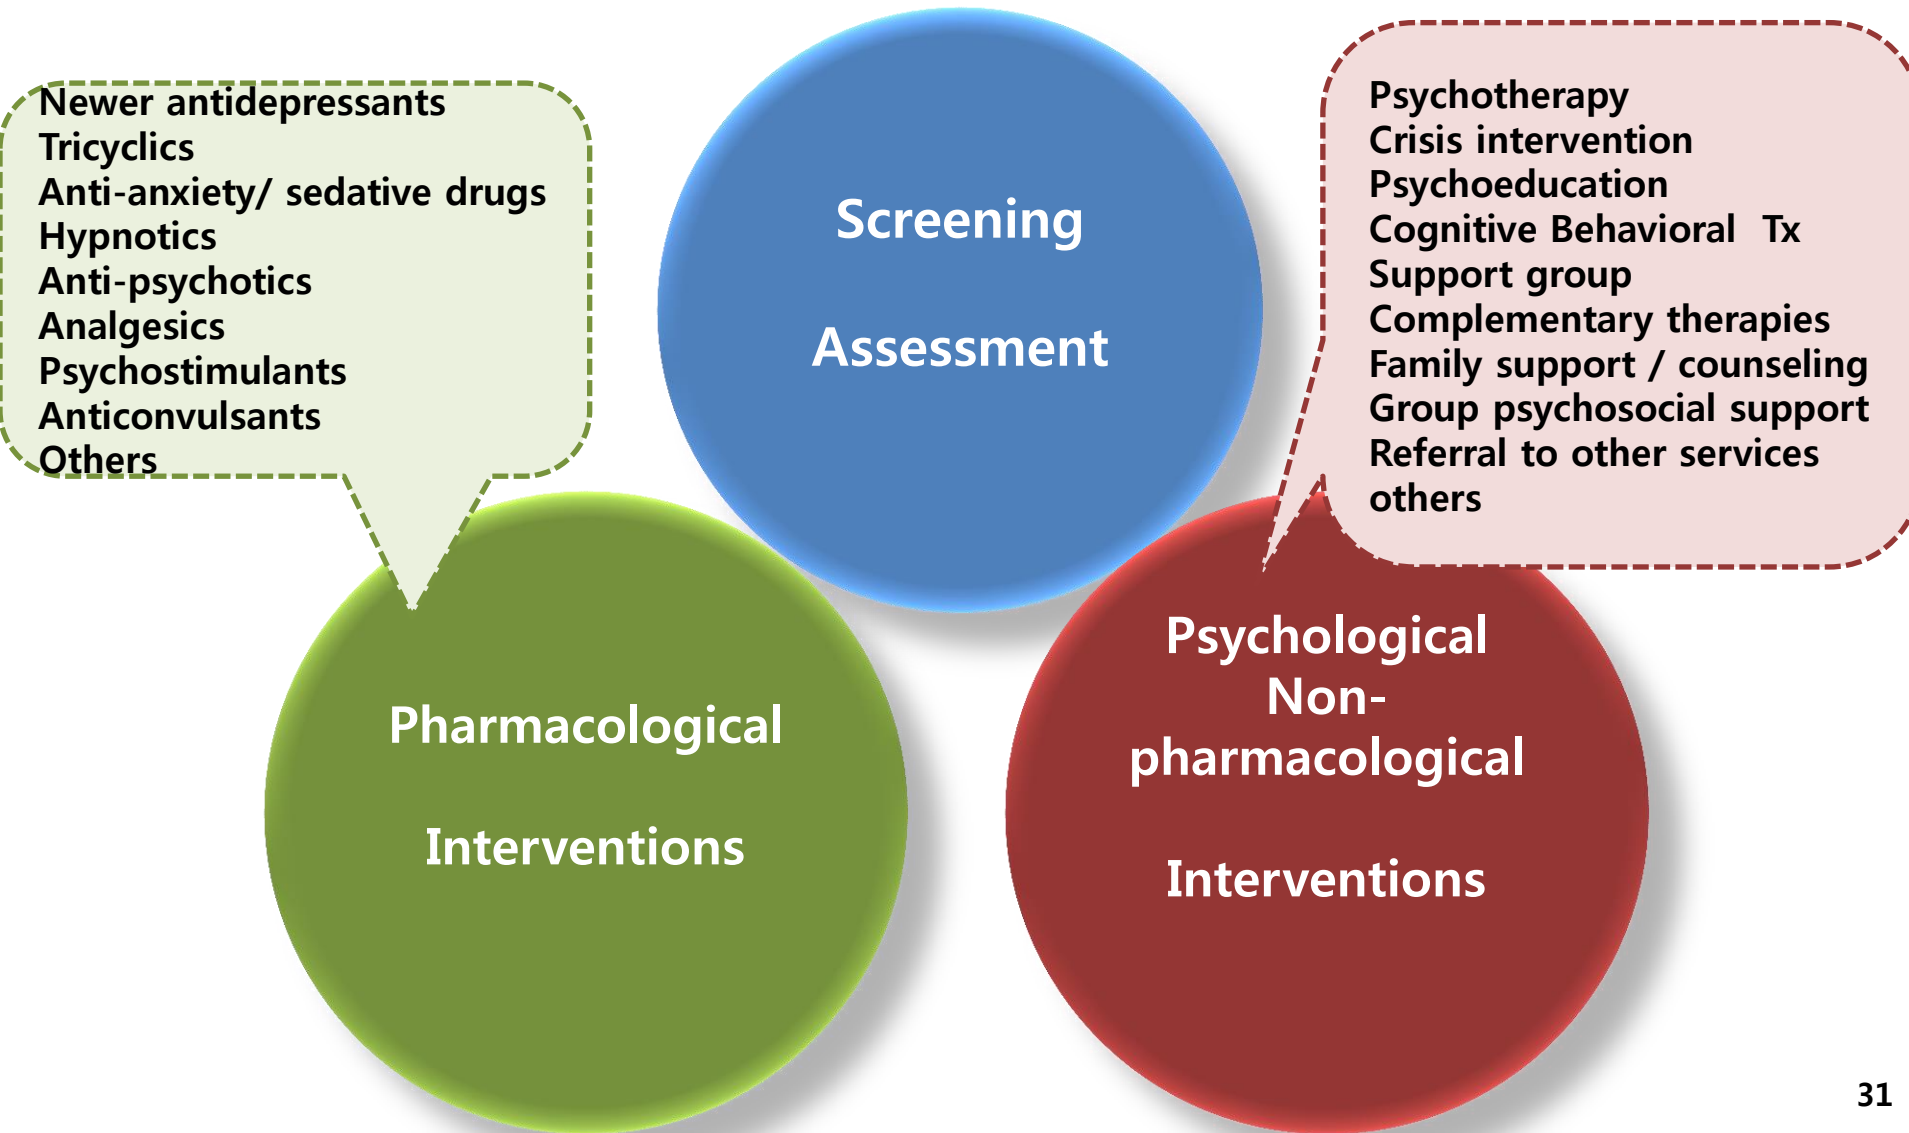 Newer antidepressants
Tricyclics
Anti-anxiety/ sedative drugs
Hypnotics
Anti-psychotics
Analgesics
Psychostimulants
Anticonvulsants
Others
Screening
Assessment
Psychotherapy
Crisis intervention
Psychoeducation
Cognitive Behavioral  Tx
Support group
Complementary therapies
Family support / counseling
Group psychosocial support
Referral to other services
others
Pharmacological
Interventions
Psychological
Non-
pharmacological
Interventions
31